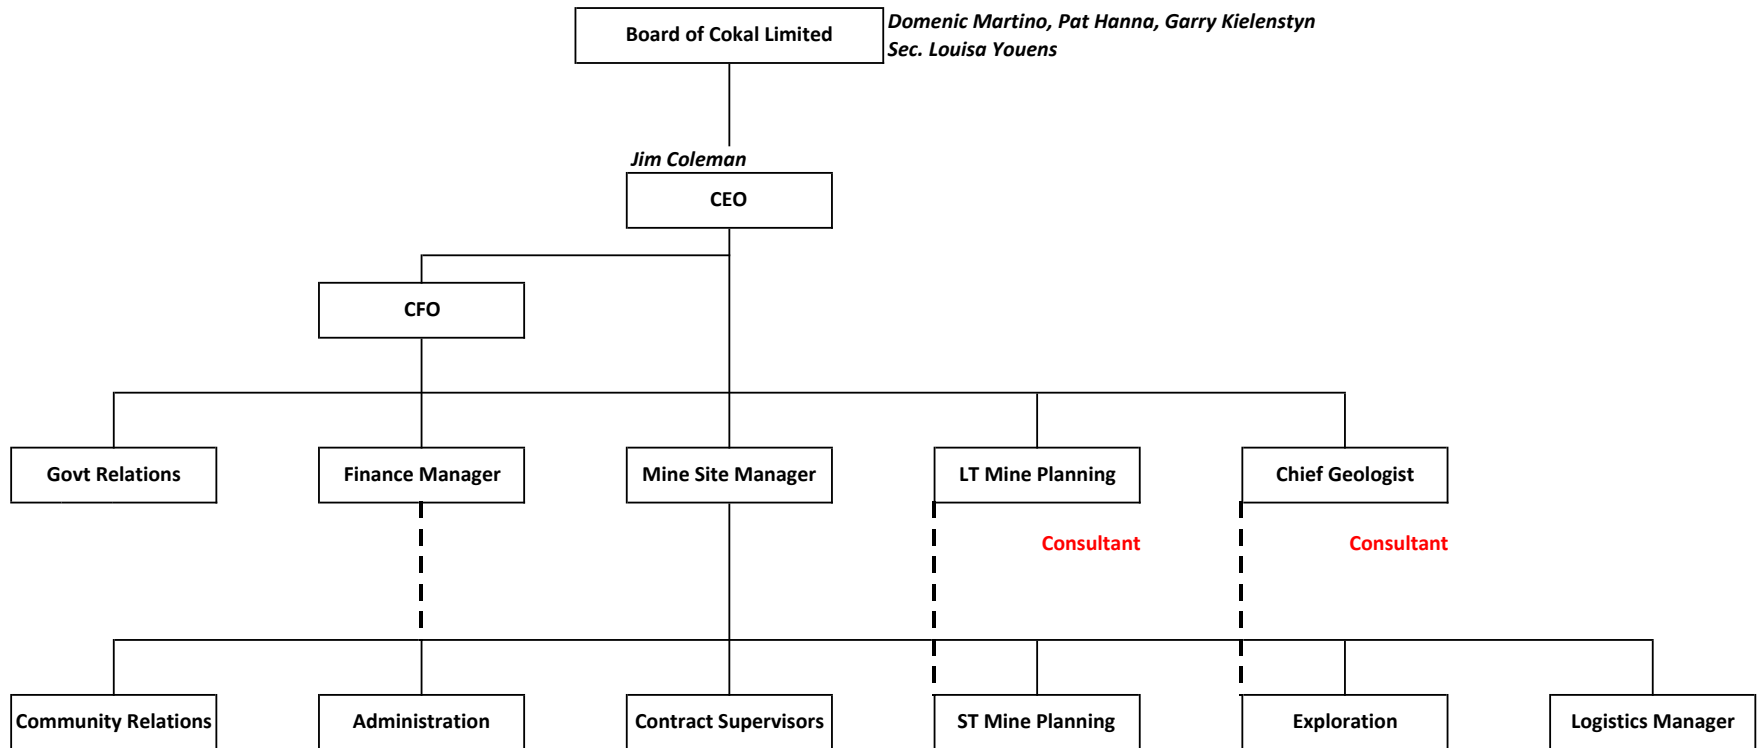 Board of Cokal Limited
Domenic Martino, Pat Hanna, Garry Kielenstyn
Sec. Louisa Youens
Jim Coleman
CEO
CFO
Govt Relations
Finance Manager
Mine Site Manager
LT Mine Planning
Chief Geologist
Consultant
Consultant
Community Relations
Administration
Contract Supervisors
ST Mine Planning
Exploration
Logistics Manager